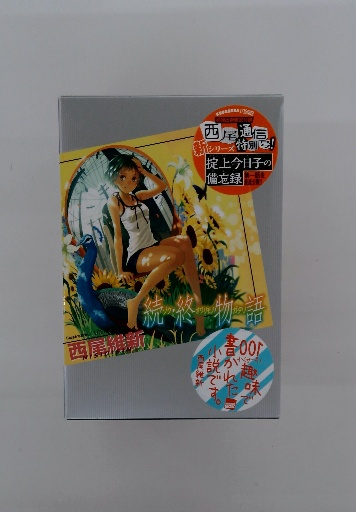 西尾通信
特別号!
新シリーズ
掟上今日子の
備忘録
続・終物語
西尾維新
100%趣味で
書かれた
小説です。
西尾維新